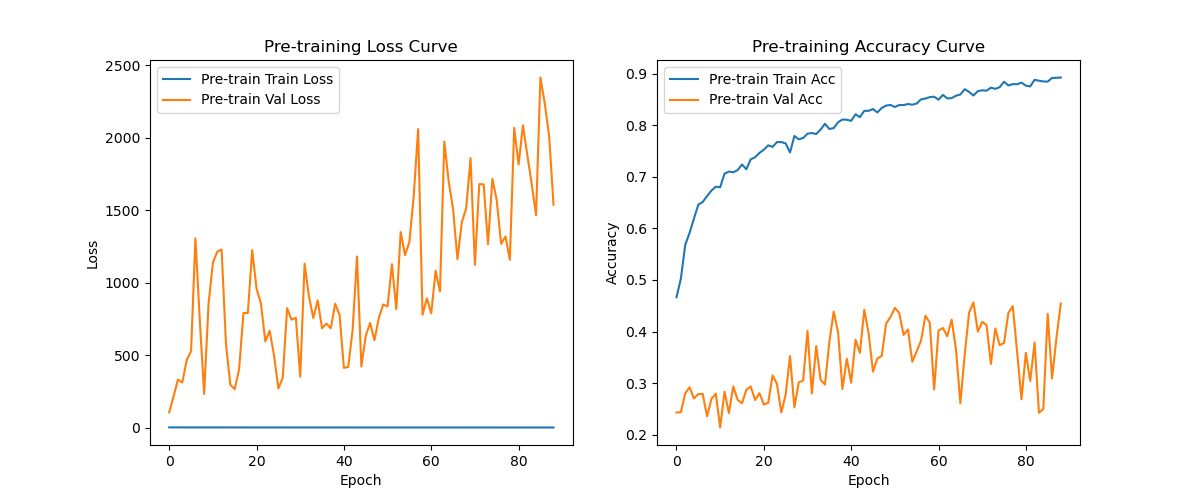 Pre-training Loss Curve
Pre-train Train Loss
Pre-train Val Loss
2500
2000
1500
1000
500
0
Loss
0 20 40 60 80
Epoch
Pre-training Accuracy Curve
Pre-train Train Acc
Pre-train Val Acc
0.9
0.8
0.7
0.6
0.5
0.4
0.3
0.2
Accuracy
0 20 40 60 80
Epoch